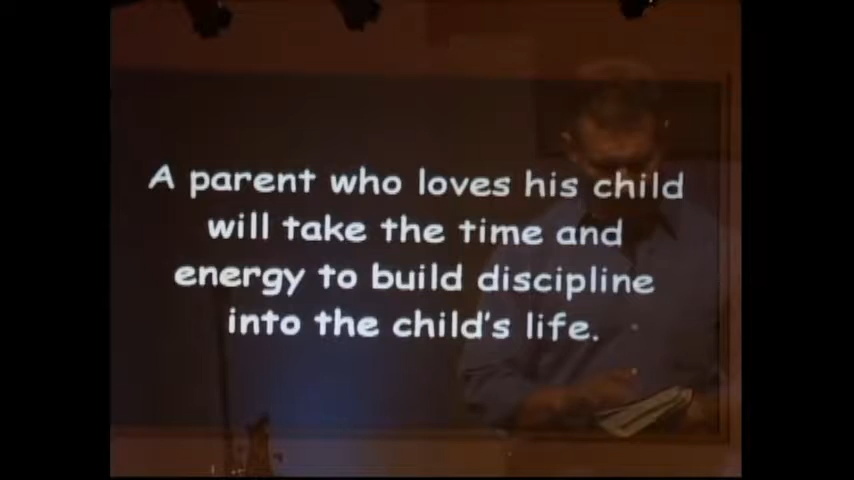 A parent who loves his child
will take the time and
energy to build discipline
into the child's life.